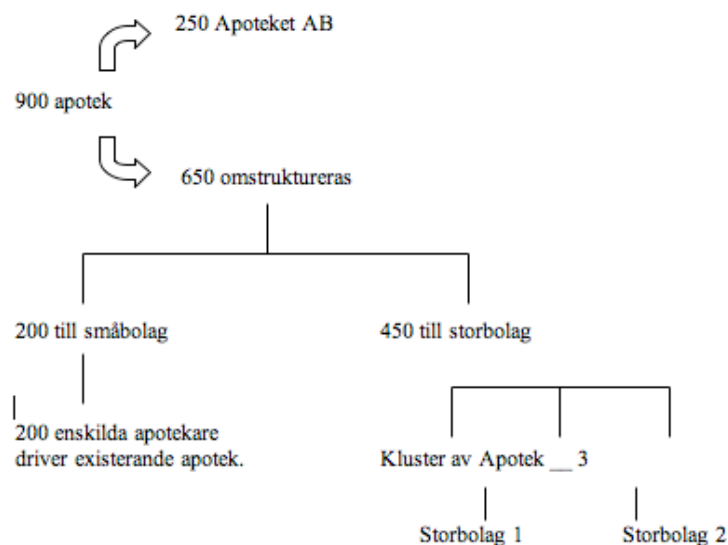 250 Apoteket AB
900 apotek
650 omstruktureras
200 till småbolag
450 till storbolag
200 enskilda apotekare
driver existerande apotek.
Kluster av Apotek __ 3
Storbolag 1
Storbolag 2